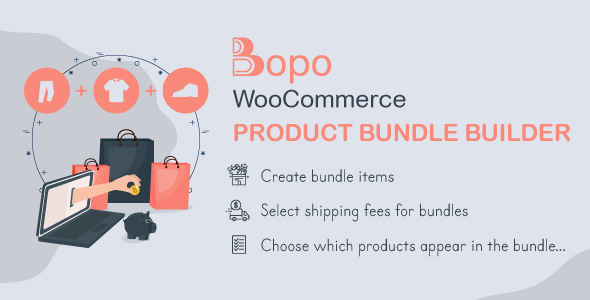 Bopo
WooCommerce
PRODUCT BUNDLE BUILDER
Create bundle items
Select shipping fees for bundles
Choose which products appear in the bundle...